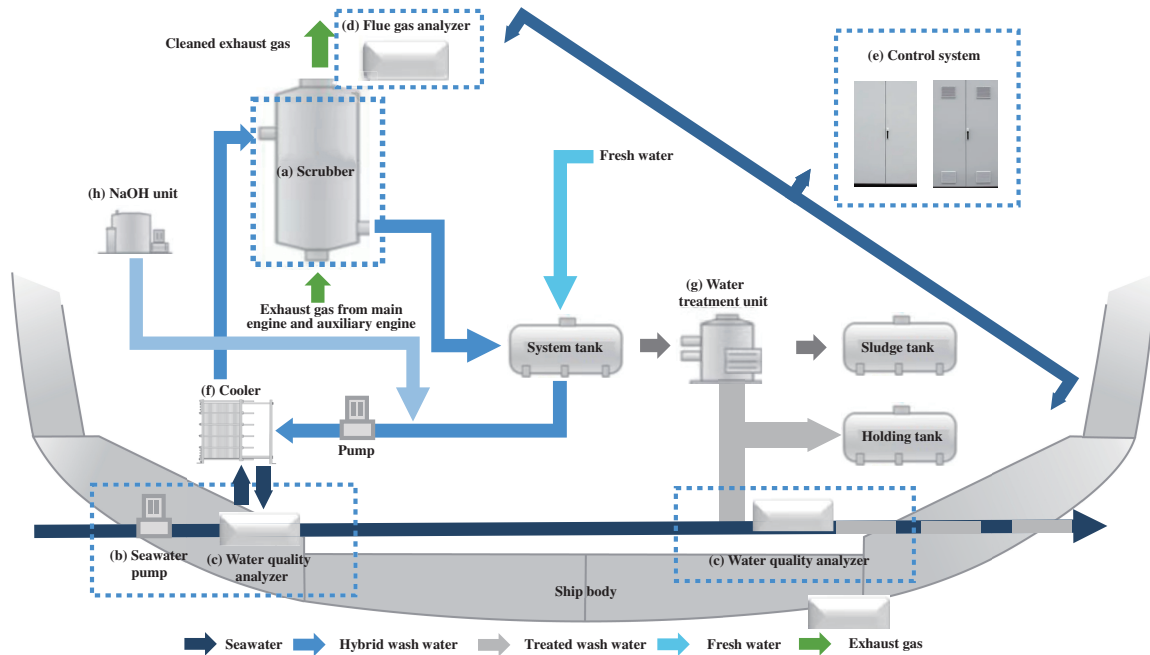 (d) Flue gas analyzer
Cleaned exhaust gas
(e) Control system
Fresh water
(a) Scrubber
(h) NaOH unit
(g) Water
treatment unit
Exhaust gas from main
engine and auxiliary engine
System tank
Sludge tank
(f) Cooler
Pump
Holding tank
(b) Seawater
pump
(c) Water quality
analyzer
(c) Water quality analyzer
Ship body
Seawater
Hybrid wash water
Treated wash water
Fresh water
Exhaust gas